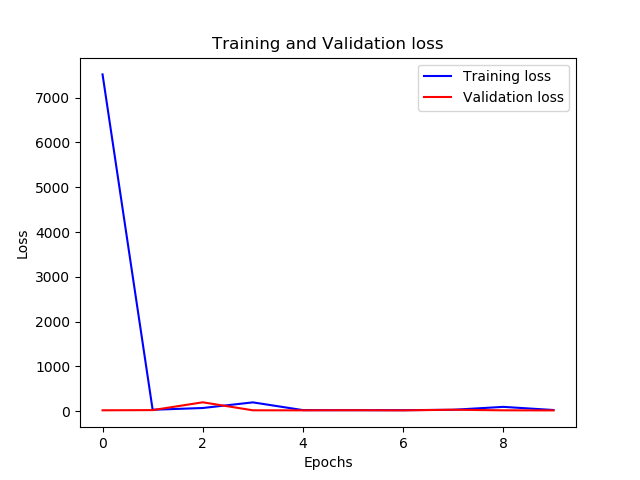 Training and Validation loss
Training loss
Validation loss
7000
6000
5000
4000
3000
2000
1000
0
Loss
0 2 4 6 8
Epochs